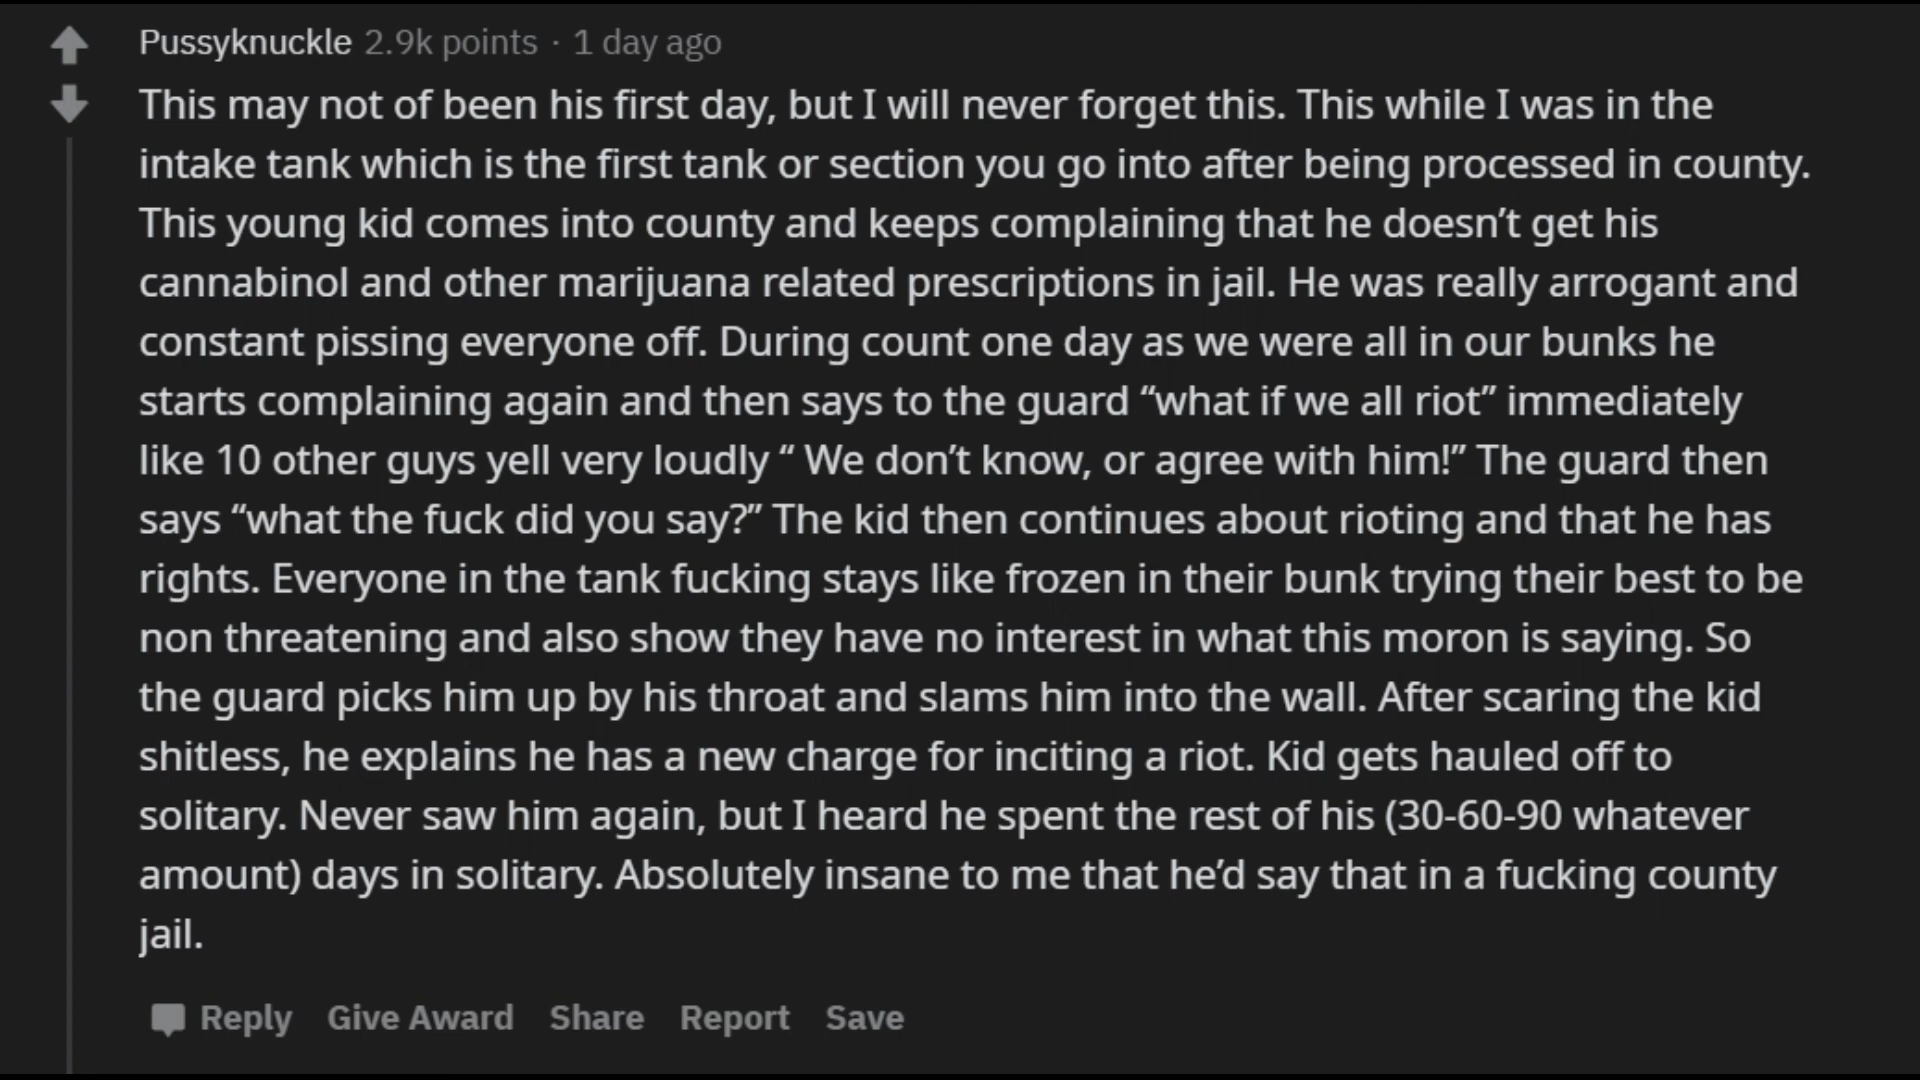 Pussyknuckle 2.9k points · 1 day ago
This may not of been his first day, but I will never forget this. This while I was in the
intake tank which is the first tank or section you go into after being processed in county.
This young kid comes into county and keeps complaining that he doesn’t get his
cannabinol and other marijuana related prescriptions in jail. He was really arrogant and
constant pissing everyone off. During count one day as we were all in our bunks he
starts complaining again and then says to the guard “what if we all riot” immediately
like 10 other guys yell very loudly “ We don’t know, or agree with him!” The guard then
says “what the fuck did you say?” The kid then continues about rioting and that he has
rights. Everyone in the tank fucking stays like frozen in their bunk trying their best to be
non threatening and also show they have no interest in what this moron is saying. So
the guard picks him up by his throat and slams him into the wall. After scaring the kid
shitless, he explains he has a new charge for inciting a riot. Kid gets hauled off to
solitary. Never saw him again, but I heard he spent the rest of his (30-60-90 whatever
amount) days in solitary. Absolutely insane to me that he’d say that in a fucking county
jail.
Reply Give Award Share Report Save